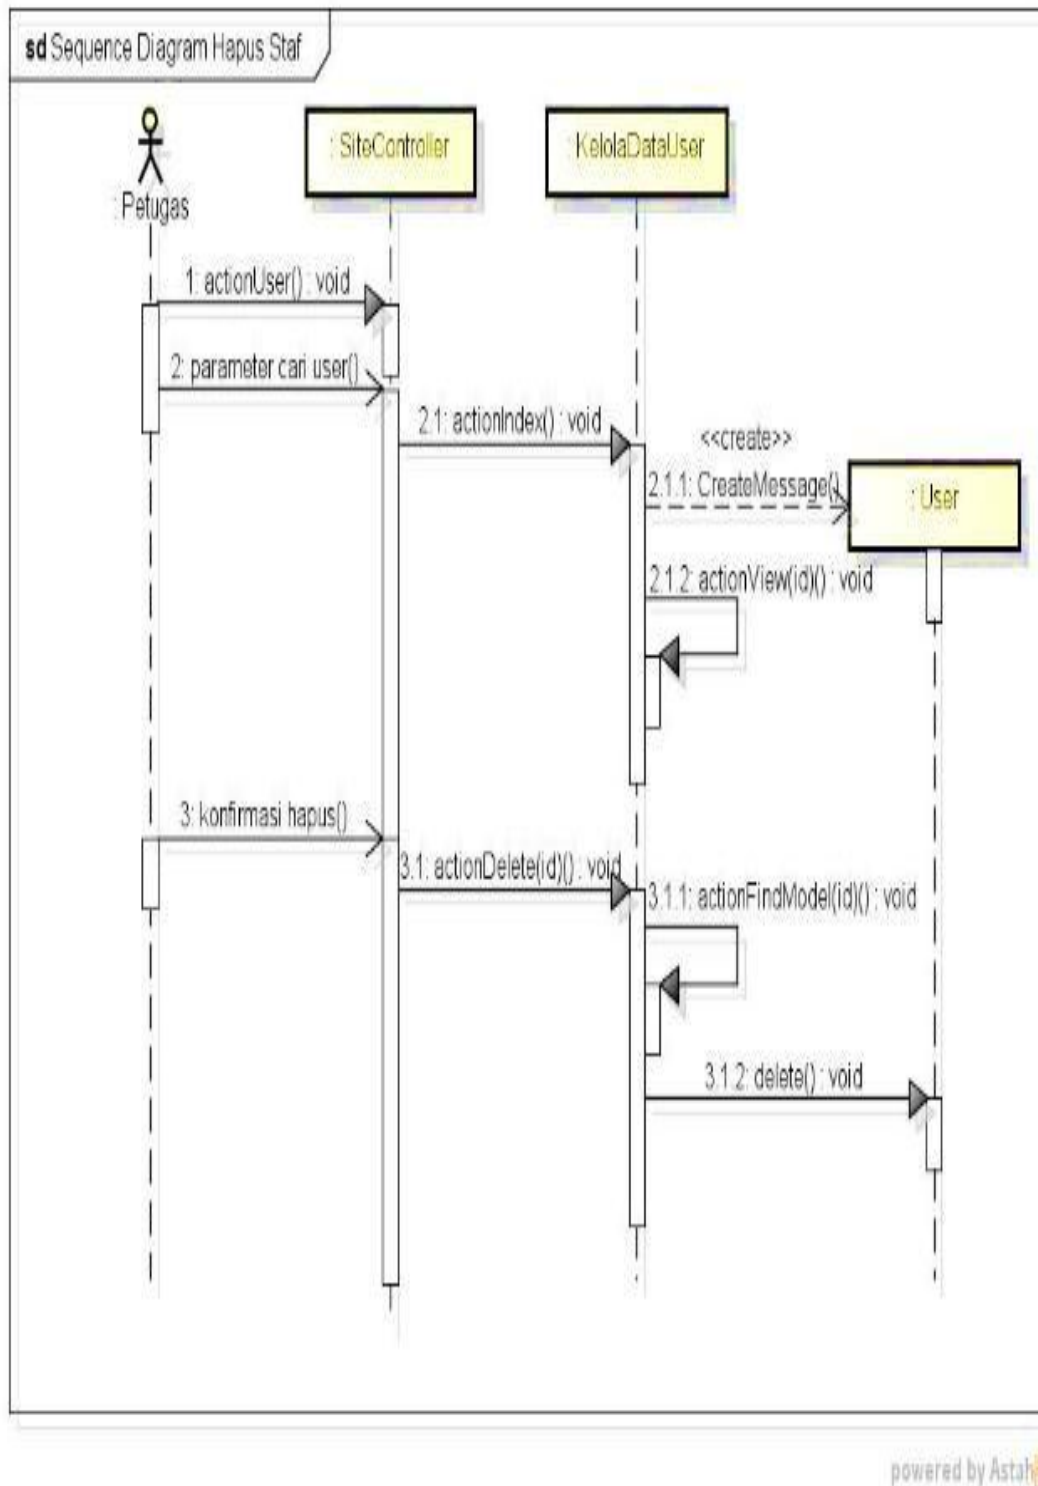 sd Sequence Diagram Hapus Staf
: Petugas
: SiteController
: KelolaDataUser
1: actionUser() : void
2: parameter cari user()
2.1: actionIndex() : void
<<create>>
2.1.1: CreateMessage()
: User
2.1.2: actionView(id)() : void
3: konfirmasi hapus()
3.1: actionDelete(id)() : void
3.1.1: actionFindModel(id)() : void
3.1.2: delete() : void
powered by Astah